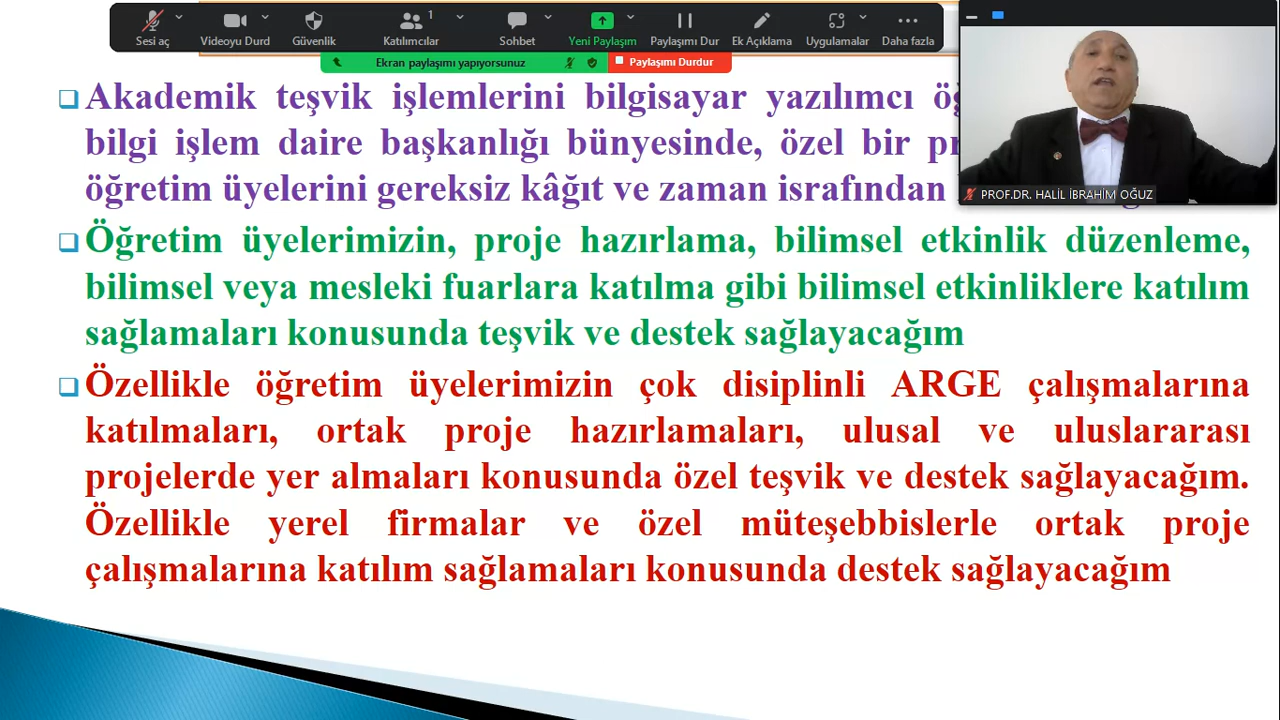 1
Sesi aç Videoyu Durd Güvenlik Katılımcılar Sohbet Yeni Paylaşım Paylaşımı Dur Ek Açıklama Uygulamalar Daha fazla
Ekran paylaşımı yapıyorsunuz Paylaşımı Durdur
Akademik teşvik işlemlerini bilgisayar yazılımcı
bilgi işlem daire başkanlığı bünyesinde, özel bir
öğretim üyelerini gereksiz kâğıt ve zaman israfından
PROF.DR. HALİL İBRAHİM OĞUZ
Öğretim üyelerimizin, proje hazırlama, bilimsel etkinlik düzenleme,
bilimsel veya mesleki fuarlara katılma gibi bilimsel etkinliklere katılım
sağlamaları konusunda teşvik ve destek sağlayacağım
Özellikle öğretim üyelerimizin çok disiplinli ARGE çalışmalarına
katılmaları, ortak proje hazırlamaları, ulusal ve uluslararası
projelerde yer almaları konusunda özel teşvik ve destek sağlayacağım.
Özellikle yerel firmalar ve özel müteşebbislerle ortak proje
çalışmalarına katılım sağlamaları konusunda destek sağlayacağım